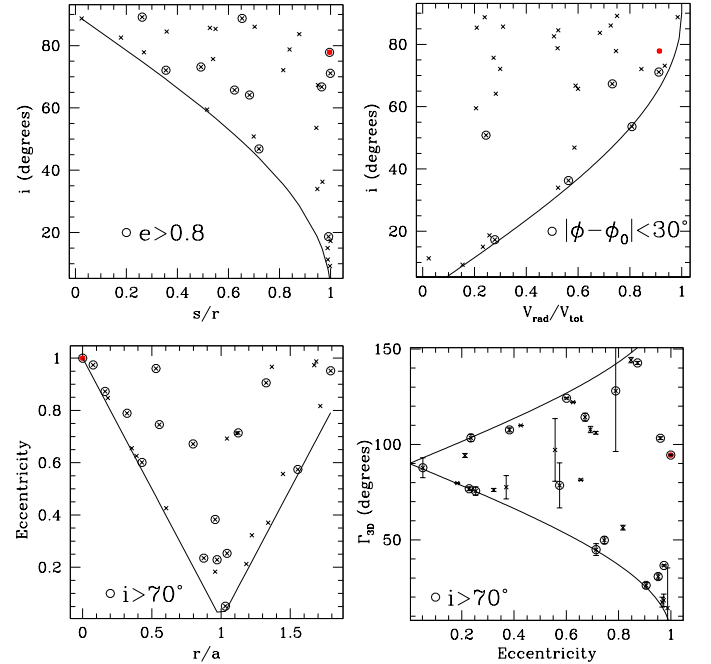 80
60
40
20
i (degrees)
e>0.8
0 0.2 0.4 0.6 0.8 1
s/r
80
60
40
20
i (degrees)
|ϕ−ϕ₀|<30°
0 0.2 0.4 0.6 0.8 1
V_rad/V_tot
1
0.8
0.6
0.4
0.2
Eccentricity
i>70°
0 0.5 1 1.5
r/a
150
100
50
Γ_3D (degrees)
i>70°
0.2 0.4 0.6 0.8 1
Eccentricity